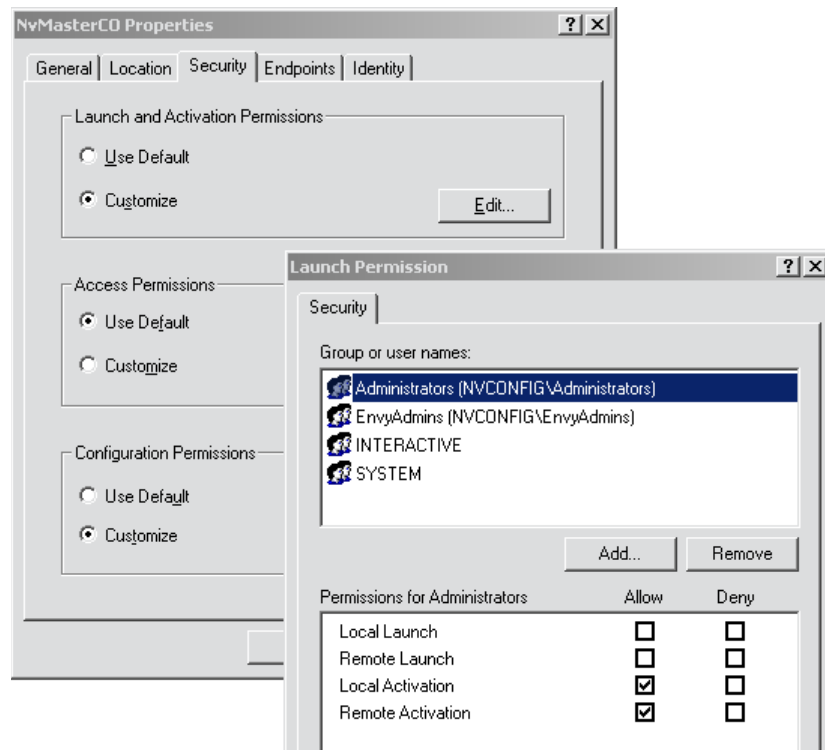 NvMasterCO Properties
General Location Security Endpoints Identity
Launch and Activation Permissions
Use Default
Customize
Edit...
Access Permissions
Use Default
Customize
Configuration Permissions
Use Default
Customize
Launch Permission
Security
Group or user names:
Administrators (NVCONFIG\Administrators)
EnvyAdmins (NVCONFIG\EnvyAdmins)
INTERACTIVE
SYSTEM
Add... Remove
Permissions for Administrators Allow Deny
Local Launch
Remote Launch
Local Activation
Remote Activation